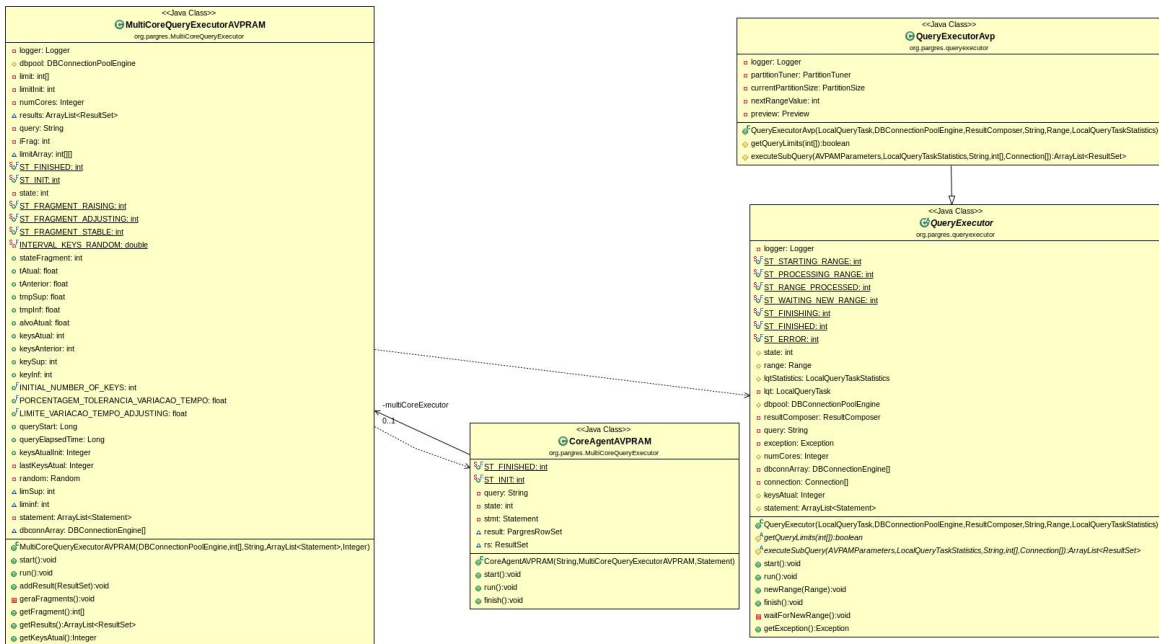 <<Java Class>>
MultiCoreQueryExecutorAVPRAM
org.pargres.MultiCoreQueryExecutor
logger: Logger
dbpool: DBConnectionPoolEngine
limit: int[]
limitInit: int
numCores: Integer
results: ArrayList<ResultSet>
query: String
iFrag: int
limitArray: int[][]
ST_FINISHED: int
ST_INIT: int
state: int
ST_FRAGMENT_RAISING: int
ST_FRAGMENT_ADJUSTING: int
ST_FRAGMENT_STABLE: int
INTERVAL_KEYS_RANDOM: double
stateFragment: int
tAtual: float
tAnterior: float
tmpSup: float
tmpInf: float
alvoAtual: float
keysAtual: int
keysAnterior: int
keySup: int
keyInf: int
INITIAL_NUMBER_OF_KEYS: int
PORCENTAGEM_TOLERANCIA_VARIACAO_TEMPO: float
LIMITE_VARIACAO_TEMPO_ADJUSTING: float
queryStart: Long
queryElapsedTime: Long
keysAtualInit: Integer
lastKeysAtual: Integer
random: Random
limSup: int
liminf: int
statement: ArrayList<Statement>
dbconnArray: DBConnectionEngine[]
MultiCoreQueryExecutorAVPRAM(DBConnectionPoolEngine,int[],String,ArrayList<Statement>,Integer)
start():void
run():void
addResult(ResultSet):void
geraFragments():void
getFragment():int[]
getResults():ArrayList<ResultSet>
getKeysAtual():Integer
-multiCoreExecutor
0..1
<<Java Class>>
CoreAgentAVPRAM
org.pargres.MultiCoreQueryExecutor
ST_FINISHED: int
ST_INIT: int
query: String
state: int
stmt: Statement
result: PargresRowSet
rs: ResultSet
CoreAgentAVPRAM(String,MultiCoreQueryExecutorAVPRAM,Statement)
start():void
run():void
finish():void
<<Java Class>>
QueryExecutorAvp
org.pargres.queryexecutor
logger: Logger
partitionTuner: PartitionTuner
currentPartitionSize: PartitionSize
nextRangeValue: int
preview: Preview
QueryExecutorAvp(LocalQueryTask,DBConnectionPoolEngine,ResultComposer,String,Range,LocalQueryTaskStatistics)
getQueryLimits(int[]):boolean
executeSubQuery(AVPAMParameters,LocalQueryTaskStatistics,String,int[],Connection[]):ArrayList<ResultSet>
<<Java Class>>
QueryExecutor
org.pargres.queryexecutor
logger: Logger
ST_STARTING_RANGE: int
ST_PROCESSING_RANGE: int
ST_RANGE_PROCESSED: int
ST_WAITING_NEW_RANGE: int
ST_FINISHING: int
ST_FINISHED: int
ST_ERROR: int
state: int
range: Range
lqtStatistics: LocalQueryTaskStatistics
lqt: LocalQueryTask
dbpool: DBConnectionPoolEngine
resultComposer: ResultComposer
query: String
exception: Exception
numCores: Integer
dbconnArray: DBConnectionEngine[]
connection: Connection[]
keysAtual: Integer
statement: ArrayList<Statement>
QueryExecutor(LocalQueryTask,DBConnectionPoolEngine,ResultComposer,String,Range,LocalQueryTaskStatistics)
getQueryLimits(int[]):boolean
executeSubQuery(AVPAMParameters,LocalQueryTaskStatistics,String,int[],Connection[]):ArrayList<ResultSet>
start():void
run():void
newRange(Range):void
finish():void
waitForNewRange():void
getException():Exception